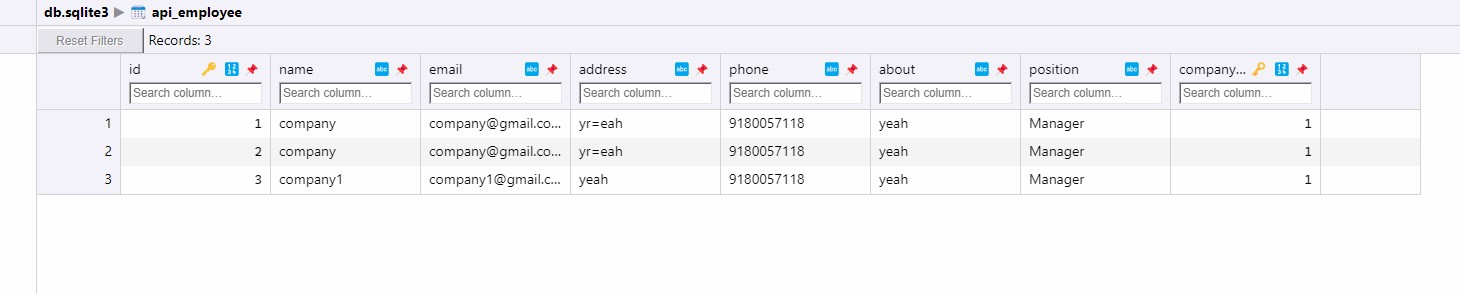 db.sqlite3 ▶ api_employee
Reset Filters Records: 3
id name email address phone about position company...
Search column... Search column... Search column... Search column... Search column... Search column... Search column... Search column...
1 1 company company@gmail.co... yr=eah 9180057118 yeah Manager 1
2 2 company company@gmail.co... yr=eah 9180057118 yeah Manager 1
3 3 company1 company1@gmail.c... yeah 9180057118 yeah Manager 1